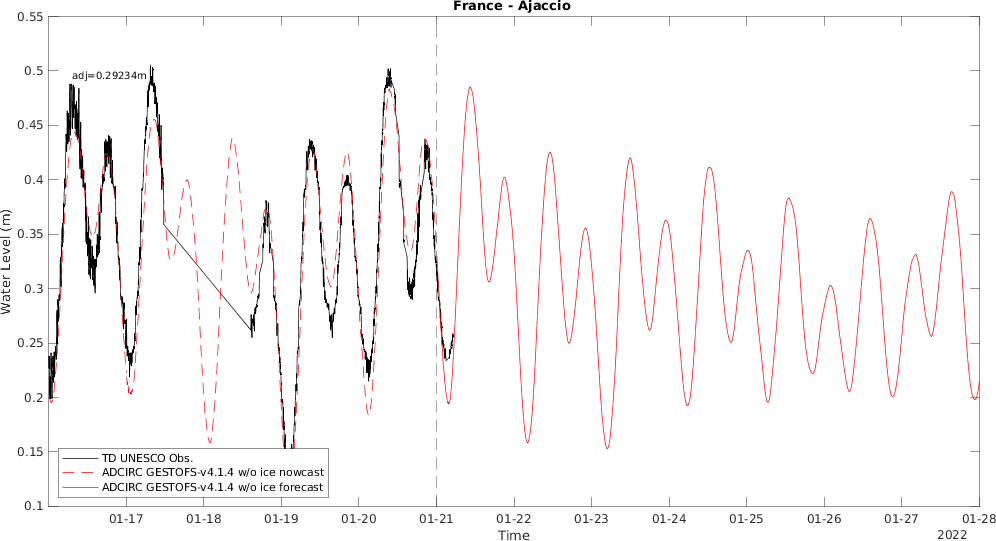 France - Ajaccio
0.55
0.5
0.45
0.4
0.35
0.3
0.25
0.2
0.15
0.1
Water Level (m)
adj=0.29234m
TD UNESCO Obs.
ADCIRC GESTOFS-v4.1.4 w/o ice nowcast
ADCIRC GESTOFS-v4.1.4 w/o ice forecast
01-17 01-18 01-19 01-20 01-21 01-22 01-23 01-24 01-25 01-26 01-27 01-28
Time
2022